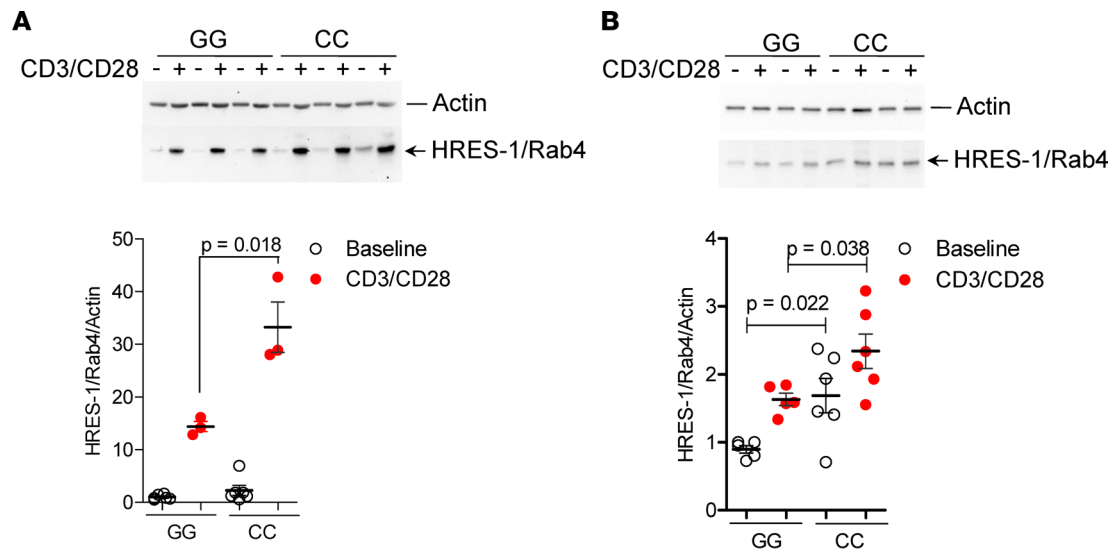 A
GG CC
CD3/CD28 - + - + - + - + - + - +
Actin
HRES-1/Rab4
HRES-1/Rab4/Actin
50
40
30
20
10
0
p = 0.018
Baseline
CD3/CD28
GG CC
B
GG CC
CD3/CD28 - + - + - + - +
Actin
HRES-1/Rab4
HRES-1/Rab4/Actin
4
3
2
1
0
p = 0.038
p = 0.022
Baseline
CD3/CD28
GG CC